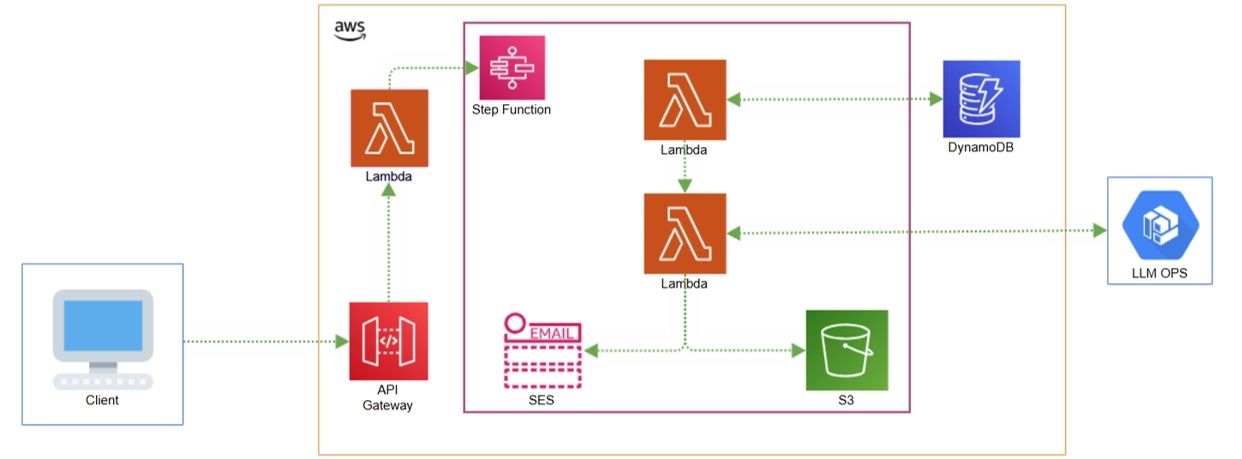 aws
Step Function
Lambda
Lambda
DynamoDB
Lambda
LLM OPS
EMAIL
Client
API
Gateway
SES
S3